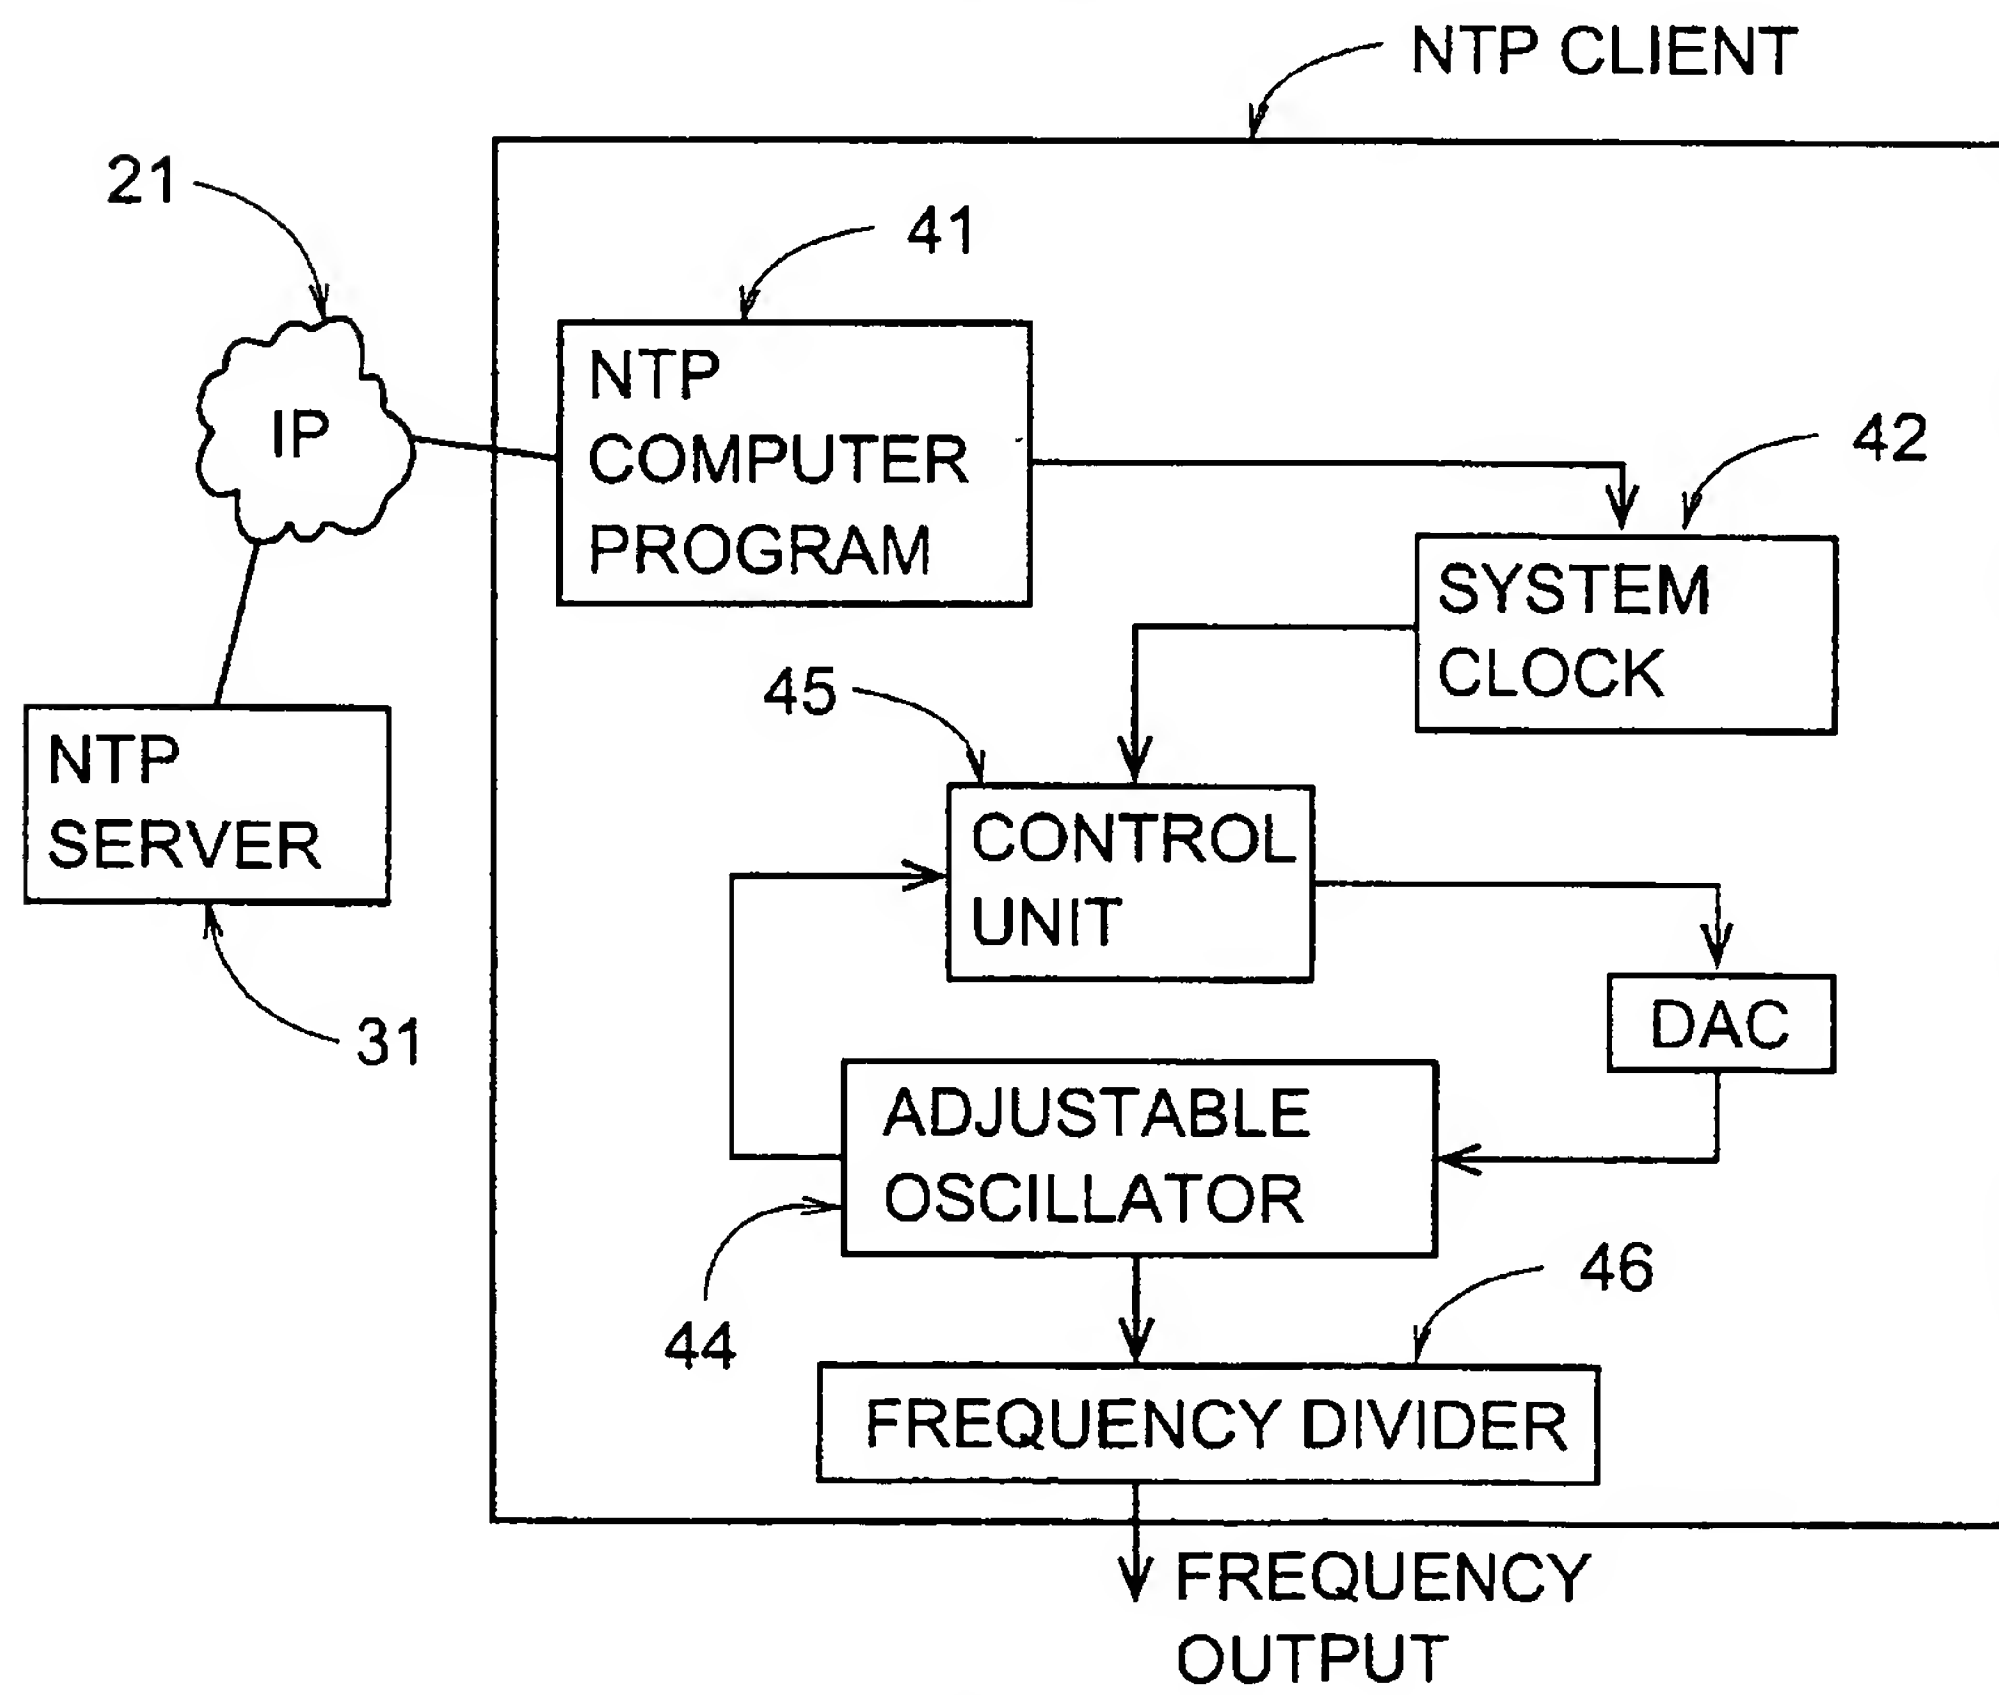 NTP CLIENT
21
41
NTP
COMPUTER
PROGRAM
IP
42
SYSTEM
CLOCK
45
NTP
SERVER
CONTROL
UNIT
31
DAC
ADJUSTABLE
OSCILLATOR
46
44
FREQUENCY DIVIDER
FREQUENCY
OUTPUT